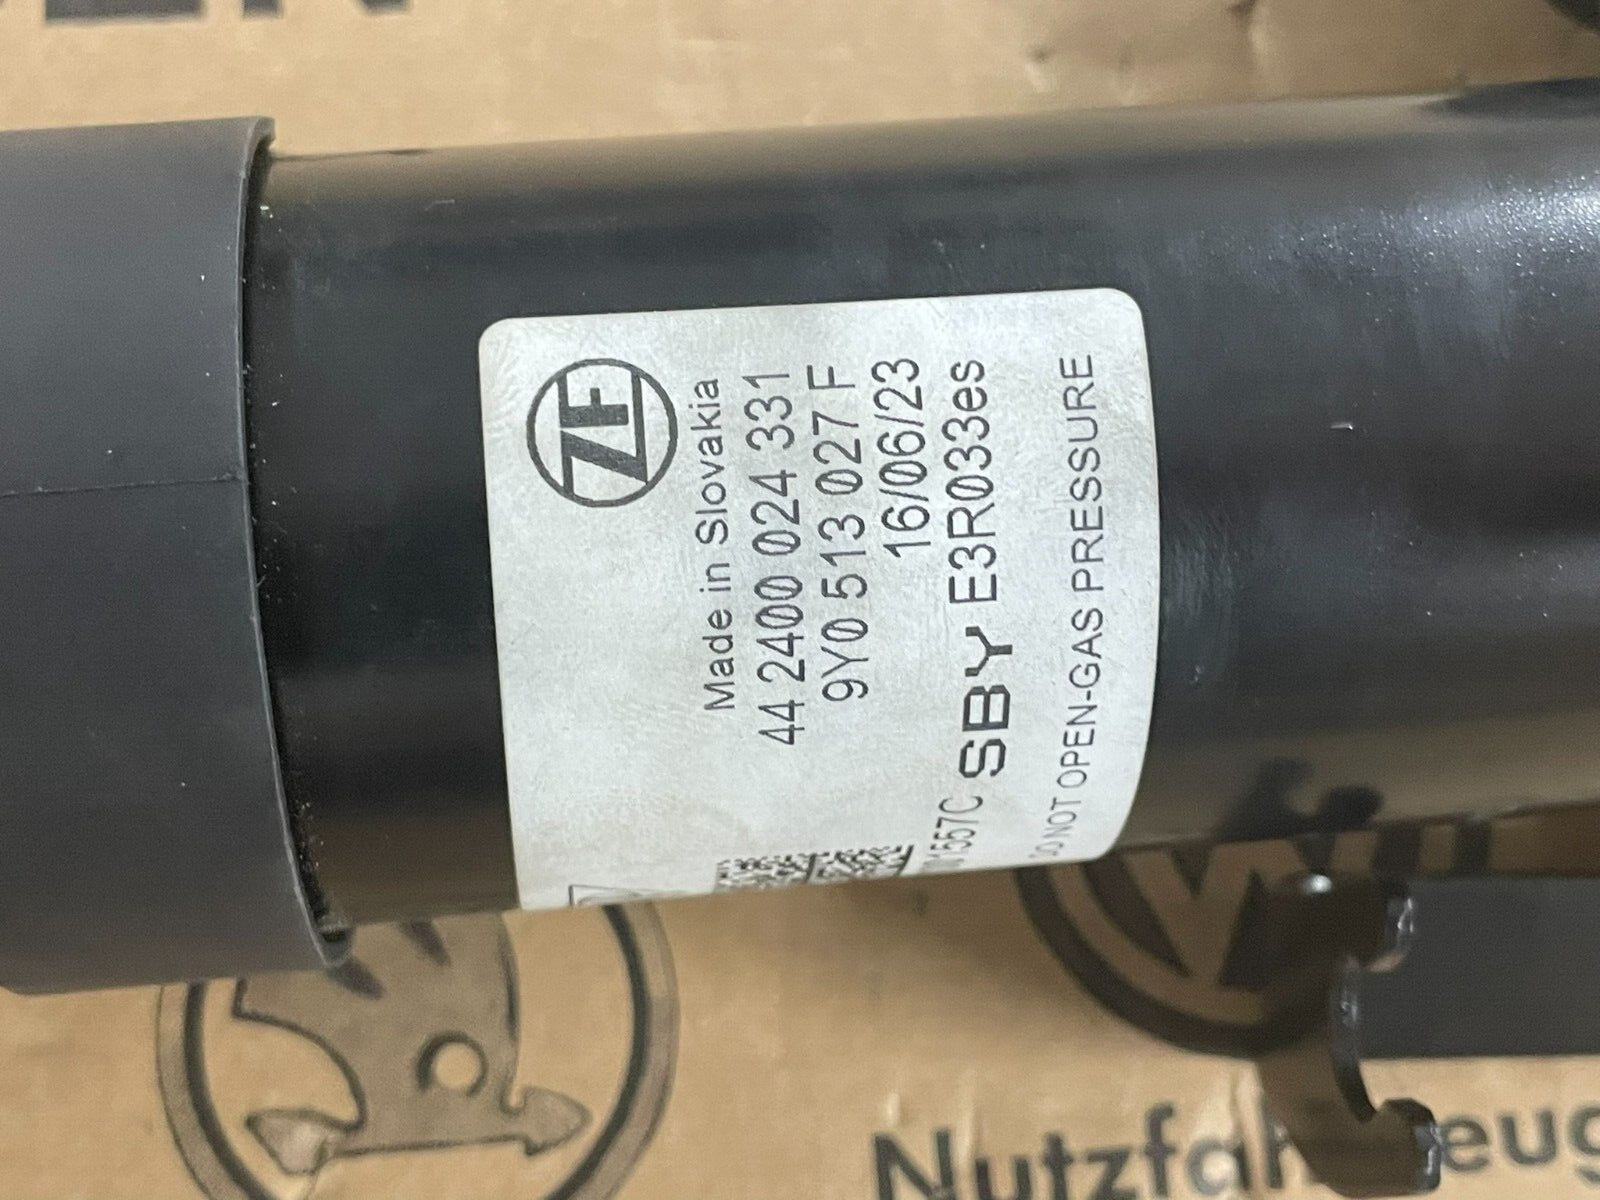 ZF
Made in Slovakia
44 2400 024 331
9Y0 513 027 F
16/06/23
1557C SBY E3R033es
DO NOT OPEN-GAS PRESSURE